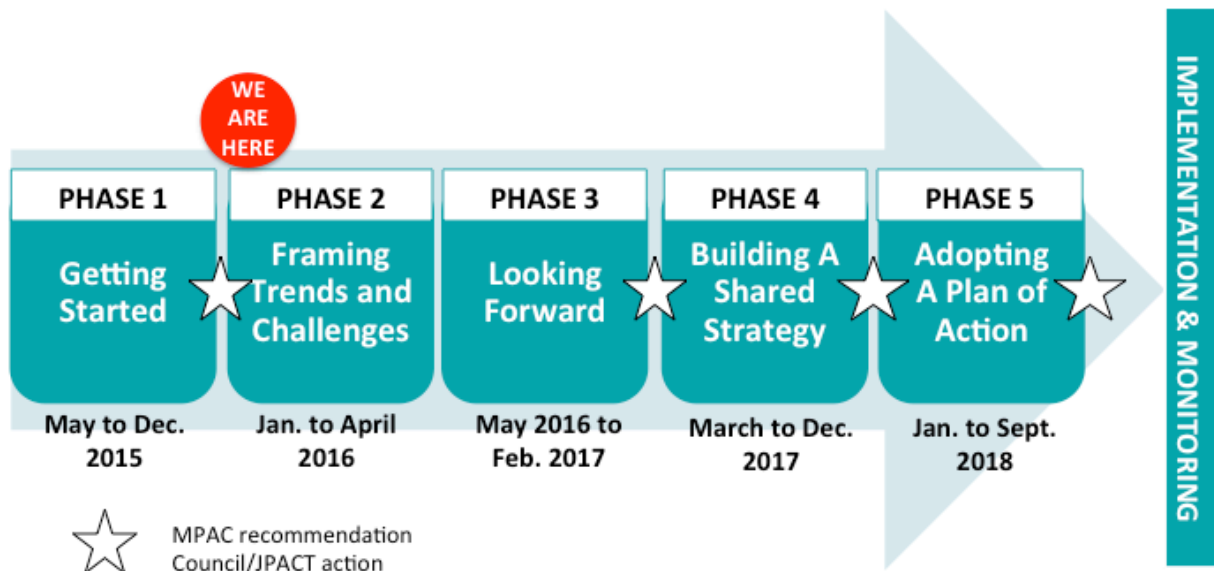 WE
ARE
HERE
PHASE 1
Getting
Started
May to Dec.
2015
PHASE 2
Framing
Trends and
Challenges
Jan. to April
2016
PHASE 3
Looking
Forward
May 2016 to
Feb. 2017
PHASE 4
Building A
Shared
Strategy
March to Dec.
2017
PHASE 5
Adopting
A Plan of
Action
Jan. to Sept.
2018
IMPLEMENTATION & MONITORING
MPAC recommendation
Council/JPACT action